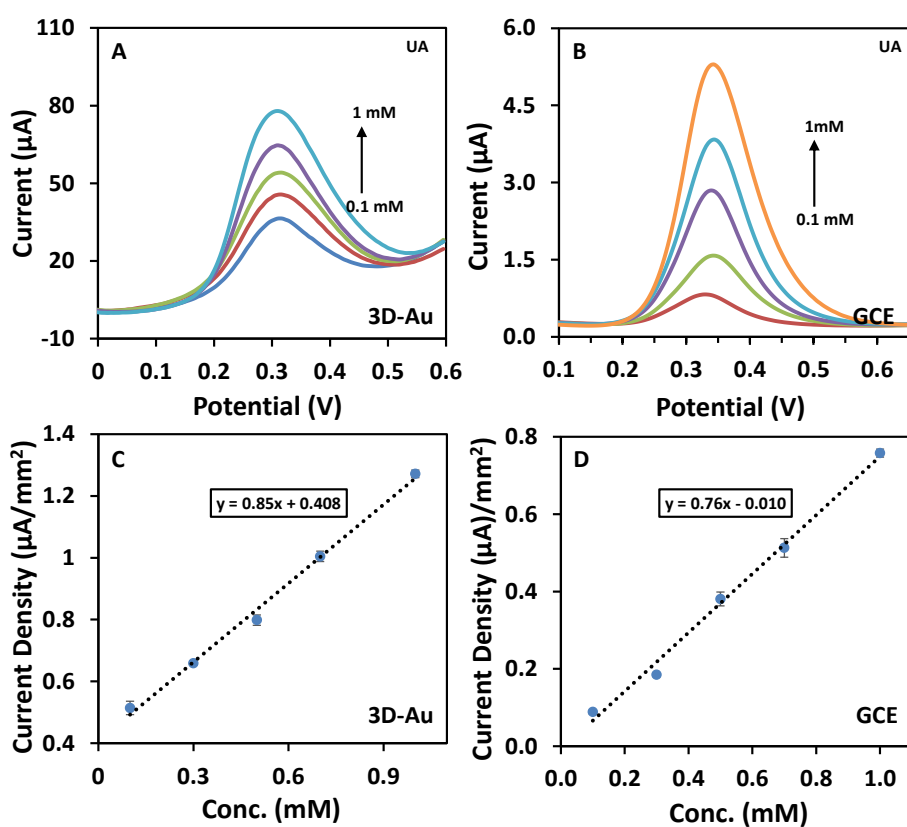 A
UA
Current (µA)
110
80
50
20
-10
1 mM
0.1 mM
3D-Au
0
0.1
0.2
0.3
0.4
0.5
0.6
Potential (V)
B
UA
Current (µA)
6.0
4.5
3.0
1.5
0.0
1mM
0.1 mM
GCE
0.1
0.2
0.3
0.4
0.5
0.6
Potential (V)
C
Current Density (µA/mm²)
1.4
1.2
1
0.8
0.6
0.4
y = 0.85x + 0.408
3D-Au
0
0.3
0.6
0.9
Conc. (mM)
D
Current Density (µA)/mm²)
0.8
0.6
0.4
0.2
0.0
y = 0.76x - 0.010
GCE
0.0
0.2
0.4
0.6
0.8
1.0
Conc. (mM)